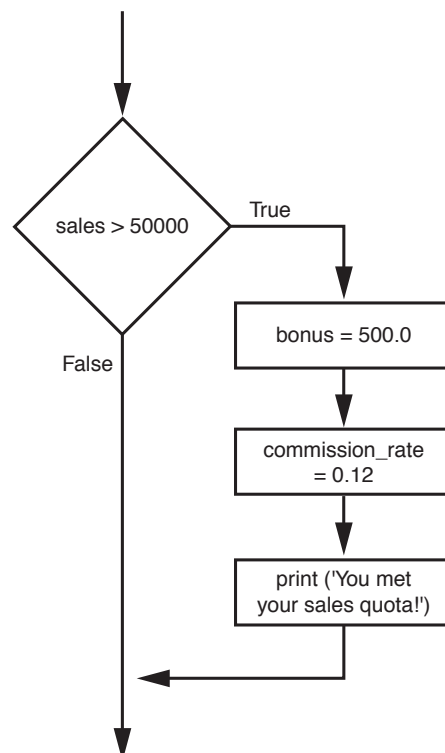 sales > 50000
True
bonus = 500.0
False
commission_rate
= 0.12
print ('You met
your sales quota!')